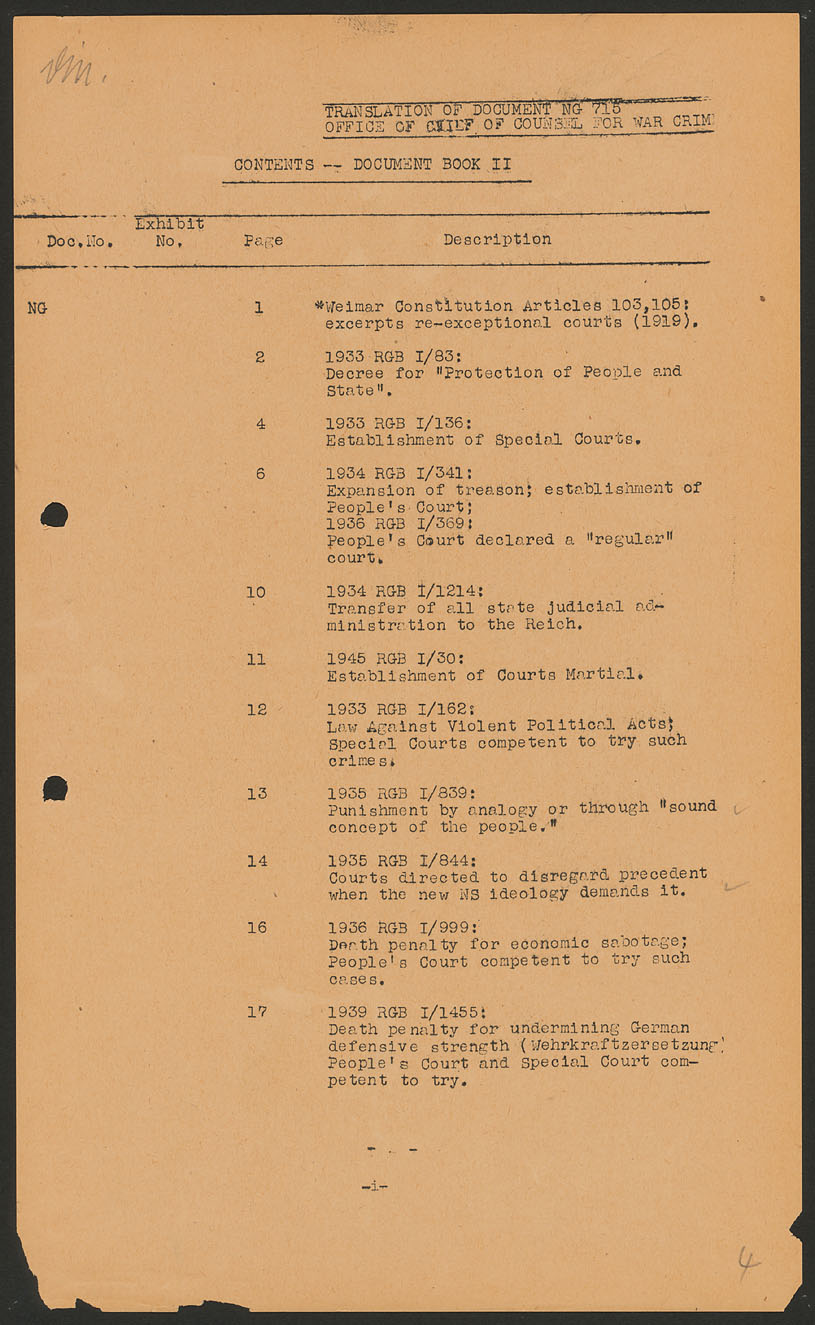 TRANSLATION OF DOCUMENT NG 715
OFFICE OF CHIEF OF COUNSEL FOR WAR CRIM
CONTENTS -- DOCUMENT BOOK II
Doc.No. Exhibit No. Page Description
NG 1 *Weimar Constitution Articles 103,105:
excerpts re-exceptional courts (1919).
2 1933 RGB I/83:
Decree for "Protection of People and
State".
4 1933 RGB I/136:
Establishment of Special Courts.
6 1934 RGB I/341:
Expansion of treason; establishment of
People's Court;
1936 RGB I/369:
People's Court declared a "regular"
court.
10 1934 RGB I/1214:
Transfer of all state judicial ad-
ministration to the Reich.
11 1945 RGB I/30:
Establishment of Courts Martial.
12 1933 RGB I/162:
Law Against Violent Political Acts;
Special Courts competent to try such
crimes.
13 1935 RGB I/839:
Punishment by analogy or through "sound
concept of the people."
14 1935 RGB I/844:
Courts directed to disregard precedent
when the new NS ideology demands it.
16 1936 RGB I/999:
Death penalty for economic sabotage;
People's Court competent to try such
cases.
17 1939 RGB I/1455:
Death penalty for undermining German
defensive strength (Wehrkraftzersetzung)
People's Court and Special Court com-
petent to try.
- - -
-i-
4